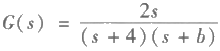 G(s) = 2s / ((s + 4)(s + b))